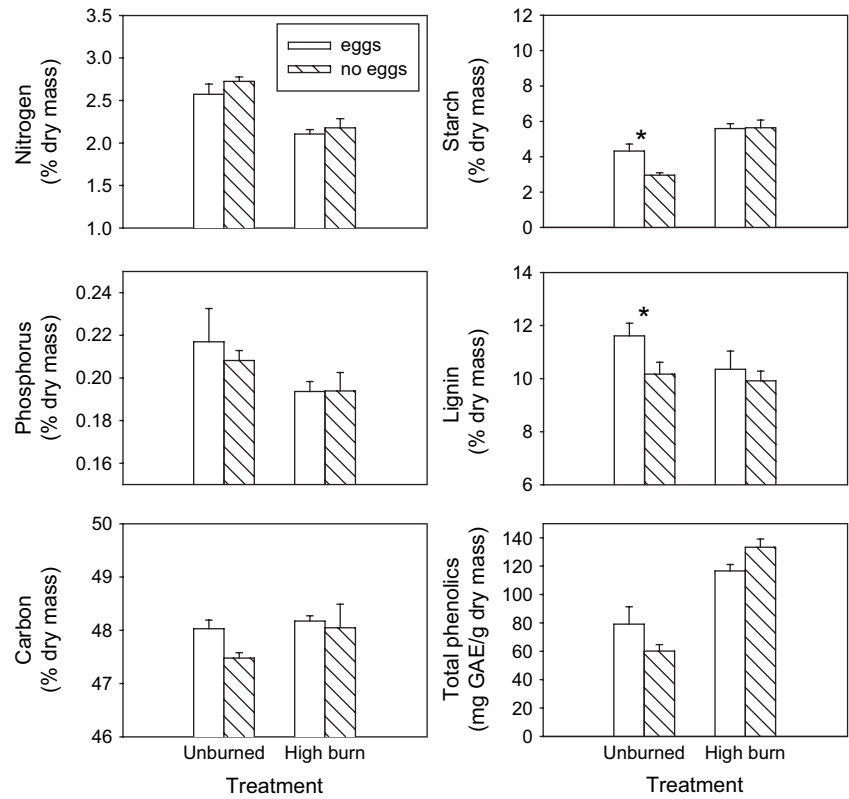 Nitrogen
(% dry mass)
3.5
3.0
2.5
2.0
1.5
1.0
eggs
no eggs
Starch
(% dry mass)
12
10
8
6
4
2
0
*
Phosphorus
(% dry mass)
0.24
0.22
0.20
0.18
0.16
Lignin
(% dry mass)
14
12
10
8
6
*
Carbon
(% dry mass)
50
49
48
47
46
Unburned High burn
Treatment
Total phenolics
(mg GAE/g dry mass)
140
120
100
80
60
40
20
0
Unburned High burn
Treatment